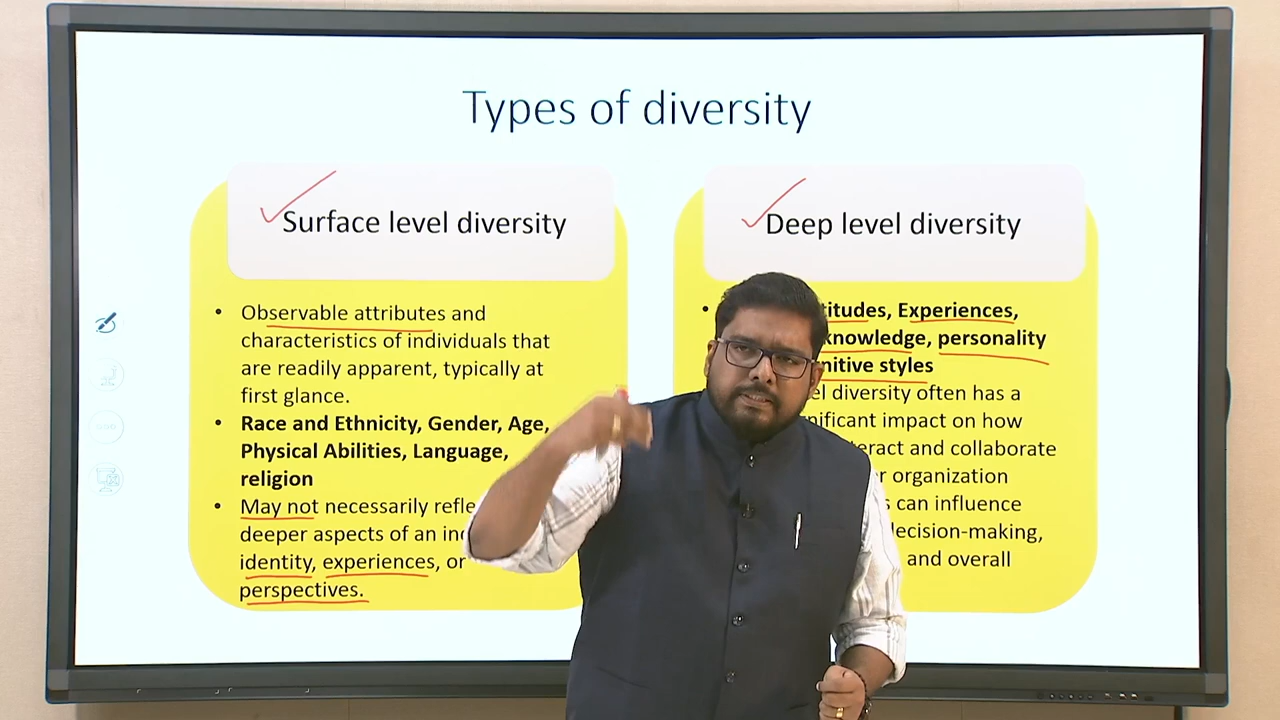 Types of diversity
Surface level diversity
• Observable attributes and
characteristics of individuals that
are readily apparent, typically at
first glance.
• Race and Ethnicity, Gender, Age,
Physical Abilities, Language,
religion
• May not necessarily refle
deeper aspects of an in
identity, experiences, or
perspectives.
Deep level diversity
• titudes, Experiences,
knowledge, personality
nitive styles
el diversity often has a
nificant impact on how
eract and collaborate
r organization
s can influence
ecision-making,
and overall